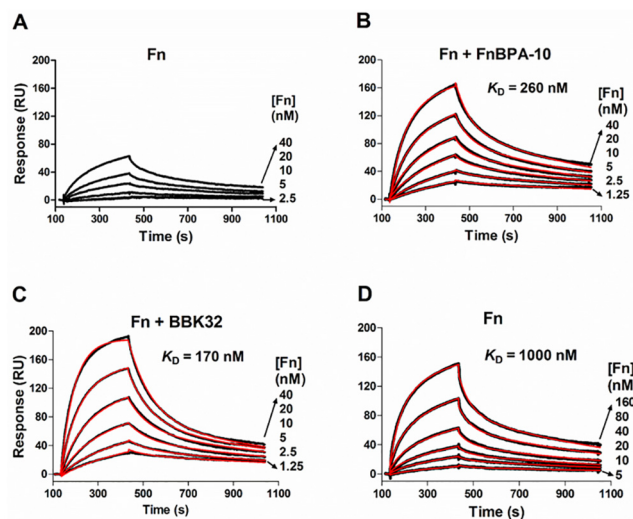 A
Fn
Response (RU)
200
160
120
80
40
0
100 300 500 700 900 1100
Time (s)
[Fn]
(nM)
40
20
10
5
2.5
B
Fn + FnBPA-10
KD = 260 nM
200
160
120
80
40
0
100 300 500 700 900 1100
Time (s)
[Fn]
(nM)
40
20
10
5
2.5
1.25
C
Fn + BBK32
KD = 170 nM
Response (RU)
200
160
120
80
40
0
100 300 500 700 900 1100
Time (s)
[Fn]
(nM)
40
20
10
5
2.5
1.25
D
Fn
KD = 1000 nM
200
160
120
80
40
0
100 300 500 700 900 1100
Time (s)
[Fn]
(nM)
160
80
40
20
10
5